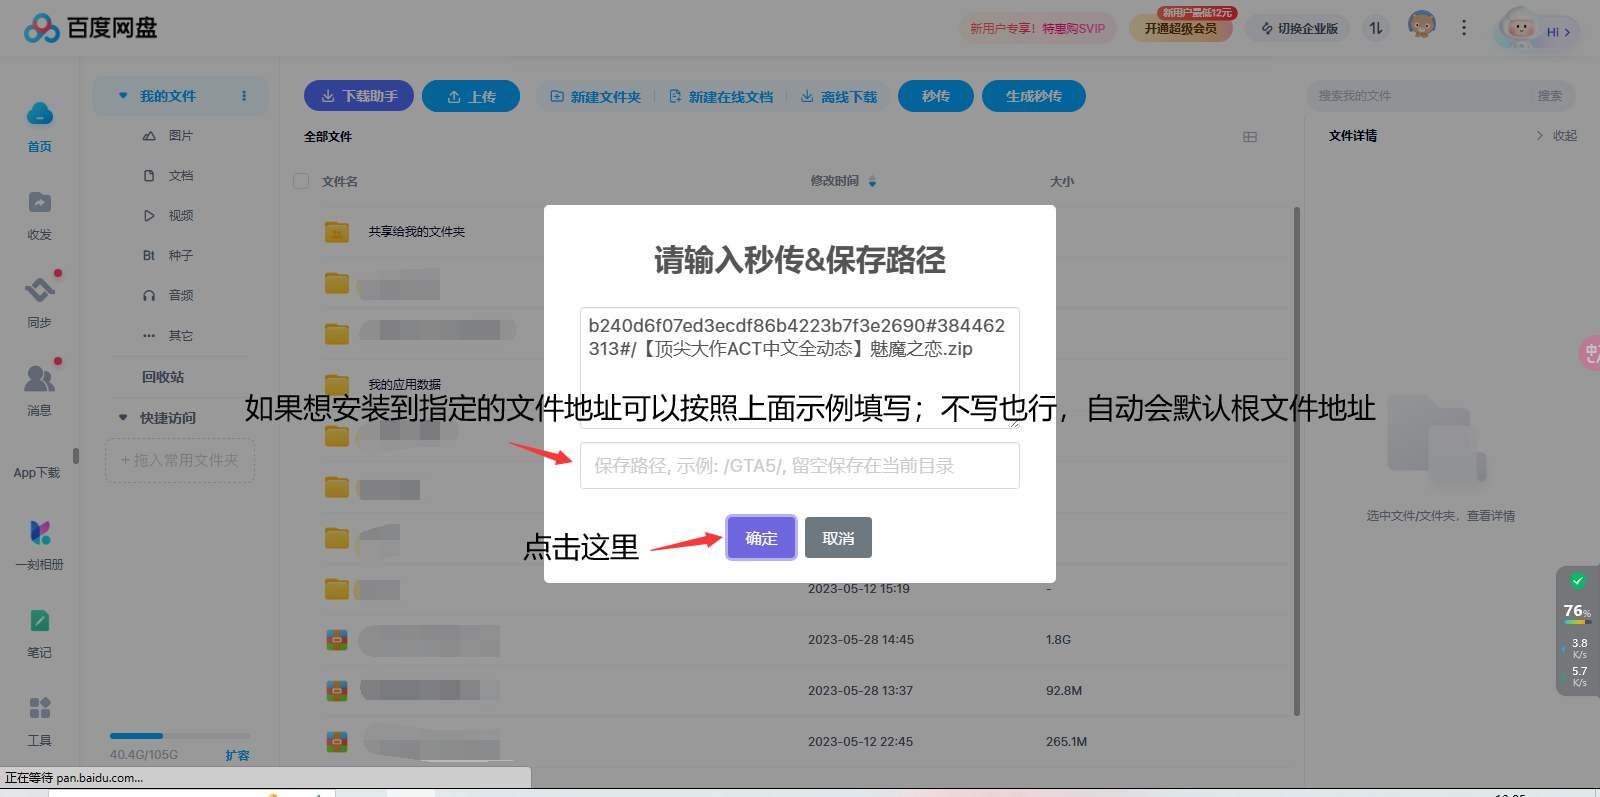 百度网盘
新用户专享！特惠购SVIP
新用户最低12元
开通超级会员
切换企业版
Hi
首页
收发
同步
消息
App下载
一刻相册
笔记
工具
我的文件
图片
文档
视频
Bt 种子
音频
其它
回收站
快捷访问
+ 拖入常用文件夹
40.4G/105G 扩容
下载助手
上传
新建文件夹
新建在线文档
离线下载
秒传
生成秒传
搜索我的文件
搜索
全部文件
文件详情
收起
文件名 修改时间 大小
共享给我的文件夹
我的应用数据
请输入秒传&保存路径
b240d6f07ed3ecdf86b4223b7f3e2690#384462
313#/【顶尖大作ACT中文全动态】魅魔之恋.zip
如果想安装到指定的文件地址可以按照上面示例填写；不写也行，自动会默认根文件地址
保存路径, 示例: /GTA5/, 留空保存在当前目录
点击这里
确定
取消
2023-05-12 15:19 -
2023-05-28 14:45 1.8G
2023-05-28 13:37 92.8M
2023-05-12 22:45 265.1M
选中文件/文件夹，查看详情
76%
3.8
K/s
5.7
K/s
正在等待 pan.baidu.com...